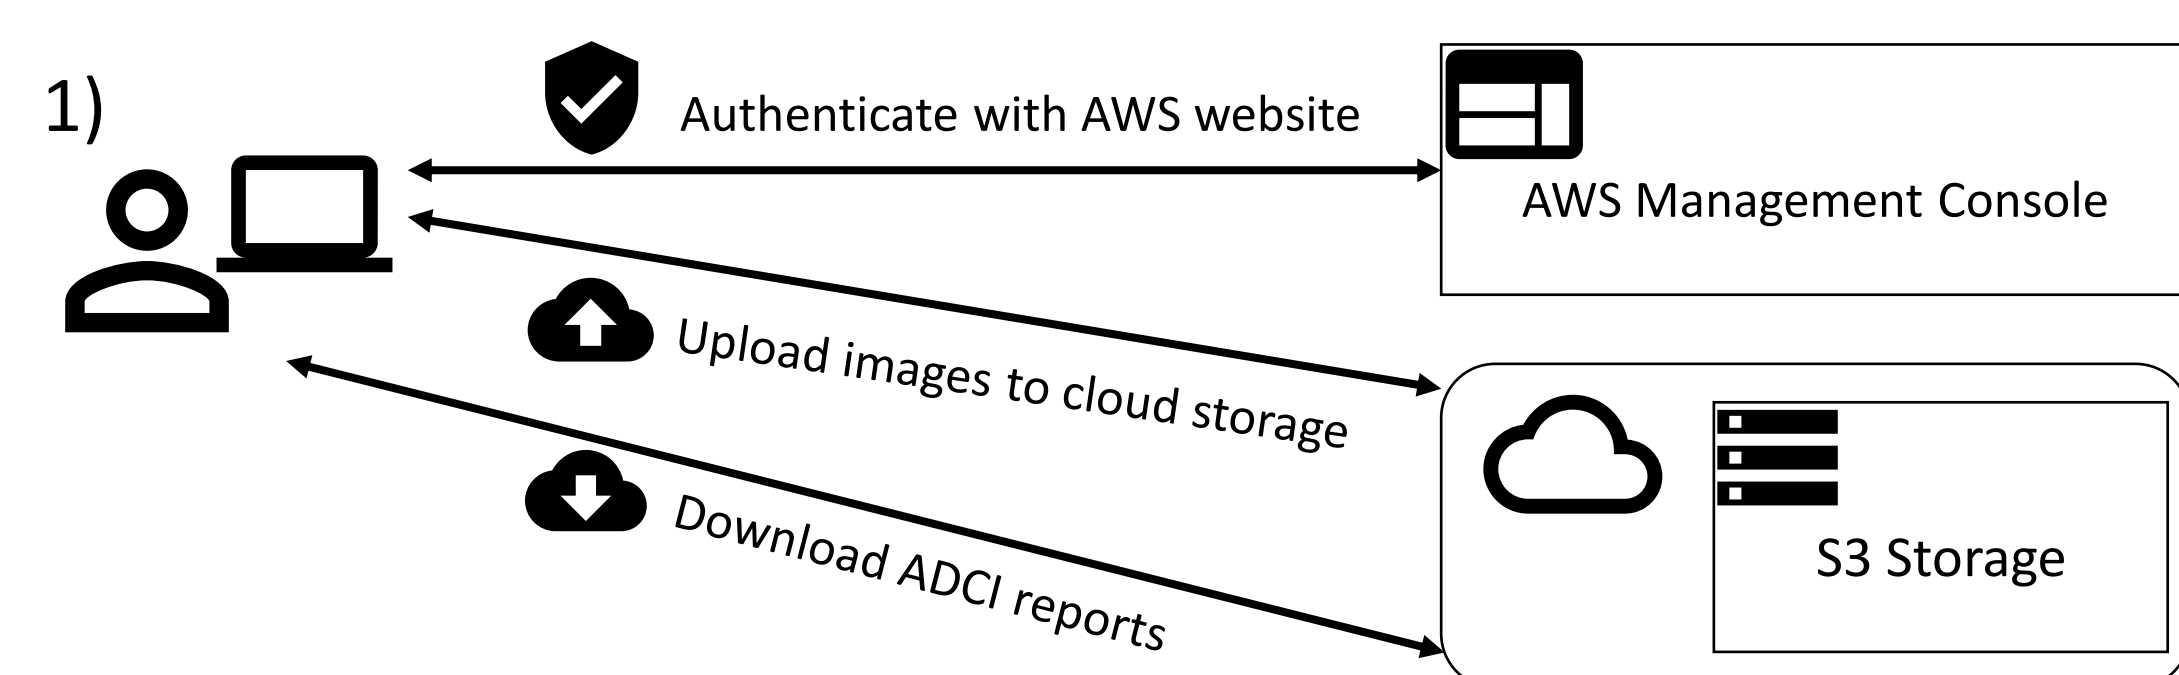 1)
Authenticate with AWS website
AWS Management Console
Upload images to cloud storage
Download ADCI reports
S3 Storage